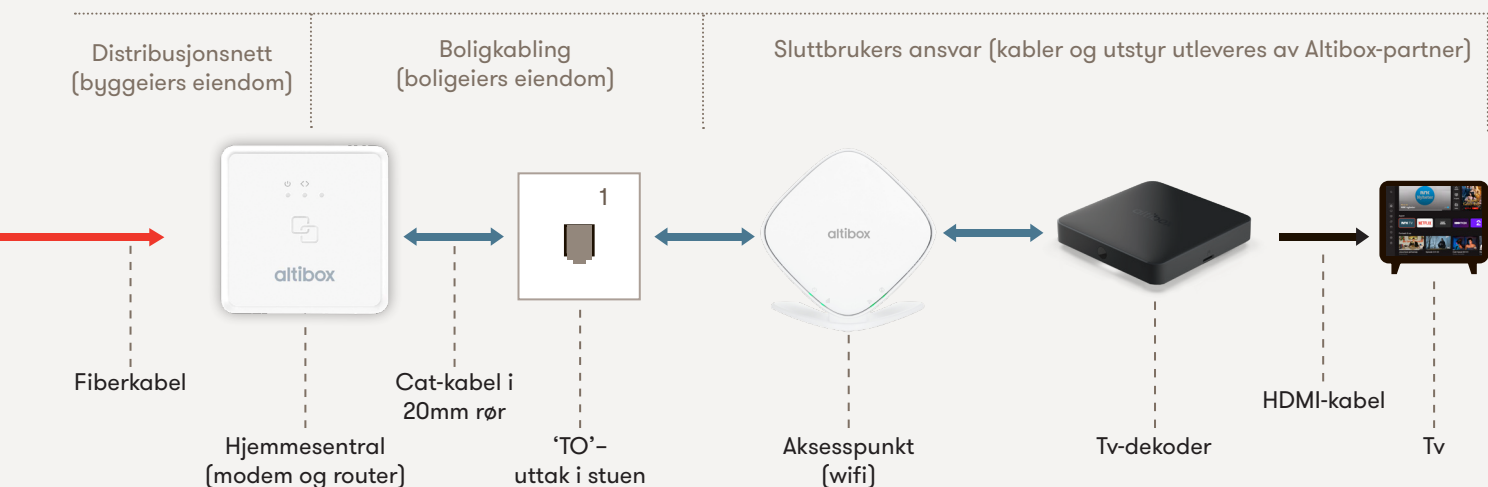 Distribusjonsnett
(byggeiers eiendom)
Boligkabling
(boligeiers eiendom)
Sluttbrukers ansvar (kabler og utstyr utleveres av Altibox-partner)
altibox
1
altibox
Fiberkabel
Hjemmesentral
(modem og router)
Cat-kabel i
20mm rør
‘TO’–
uttak i stuen
Aksesspunkt
(wifi)
Tv-dekoder
HDMI-kabel
Tv